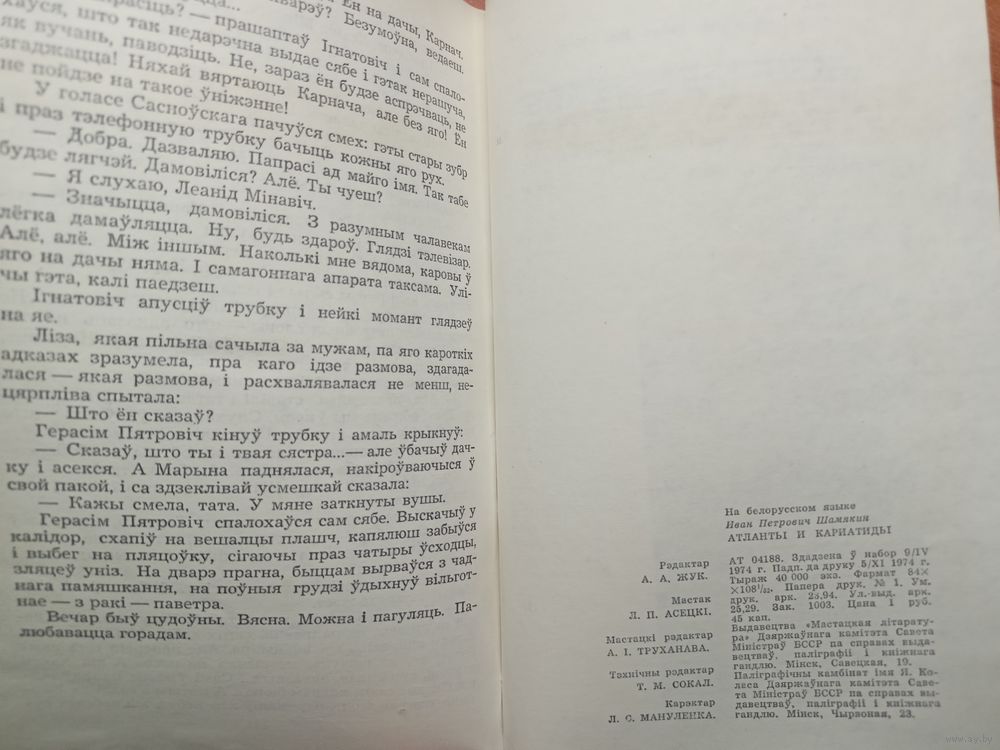 Ён на дачы, Карнач.
дварэў? Безумоўна, ведаеш.
— прашаптаў Ігнатовіч і сам спало-
хаўся, што так недарэчна выдае сябе і гэтак нерашуча,
як вучань, паводзіць. Не, зараз ён будзе аспрэчваць, не
згаджацца! Няхай вяртаюць Карнача, але без яго! Ён
не пойдзе на такое ўніжэнне!
У голасе Сасноўскага пачуўся смех: гэты стары зубр
і праз тэлефонную трубку бачыць кожны яго рух.
— Добра. Дазваляю. Папрасі ад майго імя. Так табе
будзе лягчэй. Дамовіліся? Алё. Ты чуеш?
— Я слухаю, Леанід Мінавіч.
— Значыцца, дамовіліся. З разумным чалавекам
лёгка дамаўляцца. Ну, будь здароў. Глядзі тэлевізар.
Алё, алё. Між іншым. Наколькі мне вядома, каровы ў
яго на дачы няма. І самагоннага апарата таксама. Улі-
чы гэта, калі паедзеш.
Ігнатовіч апусціў трубку і нейкі момант глядзеў
на яе.
Ліза, якая пільна сачыла за мужам, па яго кароткіх
адказах зразумела, пра каго ідзе размова, здагада-
лася — якая размова, і расхвалявалася не менш, не-
цярпліва спытала:
— Што ён сказаў?
Герасім Пятровіч кінуў трубку і амаль крыкнуў:
— Сказаў, што ты і твая сястра...— але ўбачыў дач-
ку і асекся. А Марына паднялася, накіроўваючыся ў
свой пакой, і са здзеклівай усмешкай сказала:
— Кажы смела, тата. У мяне заткнуты вушы.
Герасім Пятровіч спалохаўся сам сябе. Выскачыў у
калідор, схапіў на вешалцы плашч, капялюш забыўся
і выбег на пляцоўку, сігаючы праз чатыры ўсходцы,
зляцеў уніз. На дварэ прагна, быццам вырваўся з чад-
нага памяшкання, на поўныя грудзі ўдыхнуў вільгот-
нае — з ракі — паветра.
Вечар быў цудоўны. Вясна. Можна і пагуляць. Па-
любавацца горадам.
На белорусском языке
Иван Петрович Шамякин
АТЛАНТЫ И КАРИАТИДЫ
Рэдактар
А. А. ЖУК.
Мастак
Л. П. АСЕЦКІ.
Мастацкі рэдактар
А. І. ТРУХАНАВА.
Тэхнічны рэдактар
Т. М. СОКАЛ.
Карэктар
Л. С. МАНУЛЕНКА.
АТ 04188. Здадзена ў набор 9/IV
1974 г. Падп. да друку 5/XI 1974 г.
Тыраж 40 000 экз. Фармат 84×
×108¹/₃₂. Папера друк. № 1. Ум.
друк. арк. 23,94. Ул.-выд. арк.
25,29. Зак. 1003. Цана 1 руб.
45 кап.
Выдавецтва «Мастацкая літарату-
ра» Дзяржаўнага камітэта Савета
Міністраў БССР па справах выда-
вецтваў, паліграфіі і кніжнага
гандлю. Мінск, Савецкая, 19.
Паліграфічны камбінат імя Я. Ко-
ласа Дзяржаўнага камітэта Саве-
та Міністраў БССР па справах вы-
давецтваў, паліграфіі і кніжнага
гандлю. Мінск, Чырвоная, 23.
www.ay.by